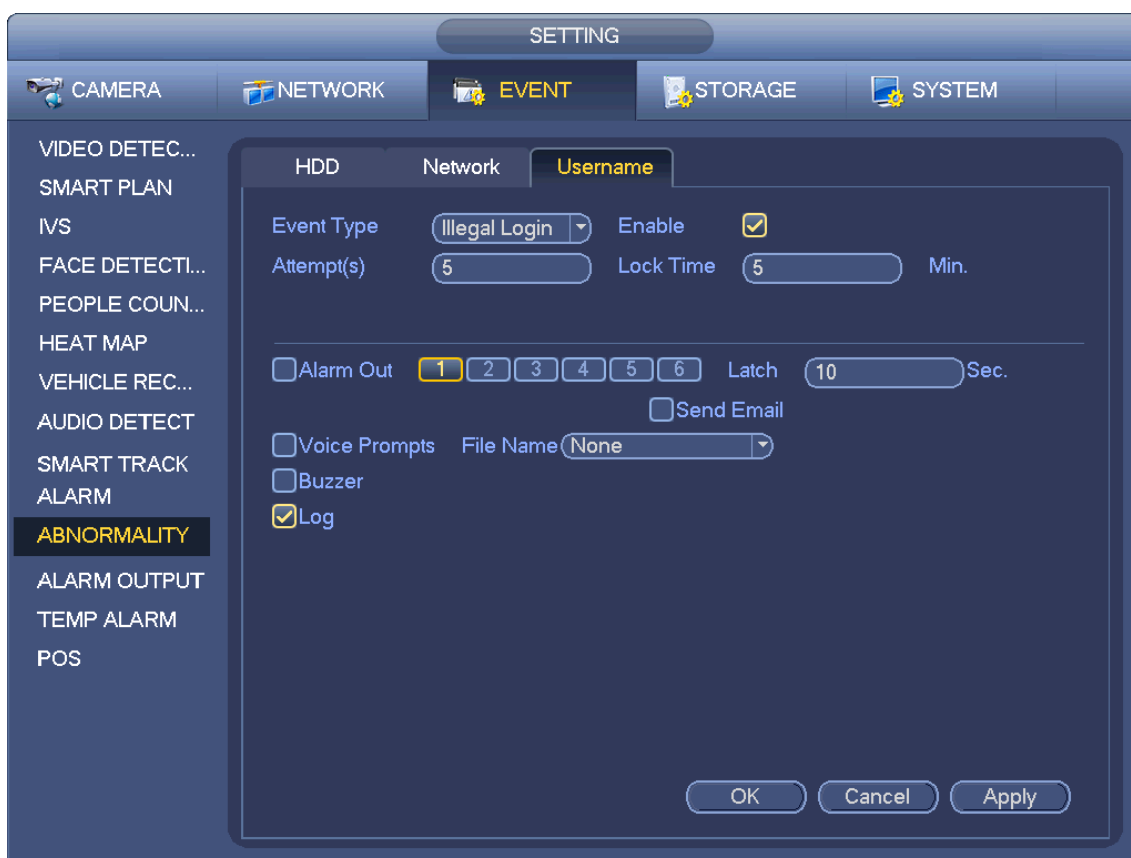 SETTING
CAMERA NETWORK EVENT STORAGE SYSTEM
VIDEO DETEC...
SMART PLAN
IVS
FACE DETECTI...
PEOPLE COUN...
HEAT MAP
VEHICLE REC...
AUDIO DETECT
SMART TRACK
ALARM
ABNORMALITY
ALARM OUTPUT
TEMP ALARM
POS
HDD Network Username
Event Type Illegal Login Enable
Attempt(s) 5 Lock Time 5 Min.
Alarm Out 1 2 3 4 5 6 Latch 10 Sec.
Send Email
Voice Prompts File Name None
Buzzer
Log
OK Cancel Apply